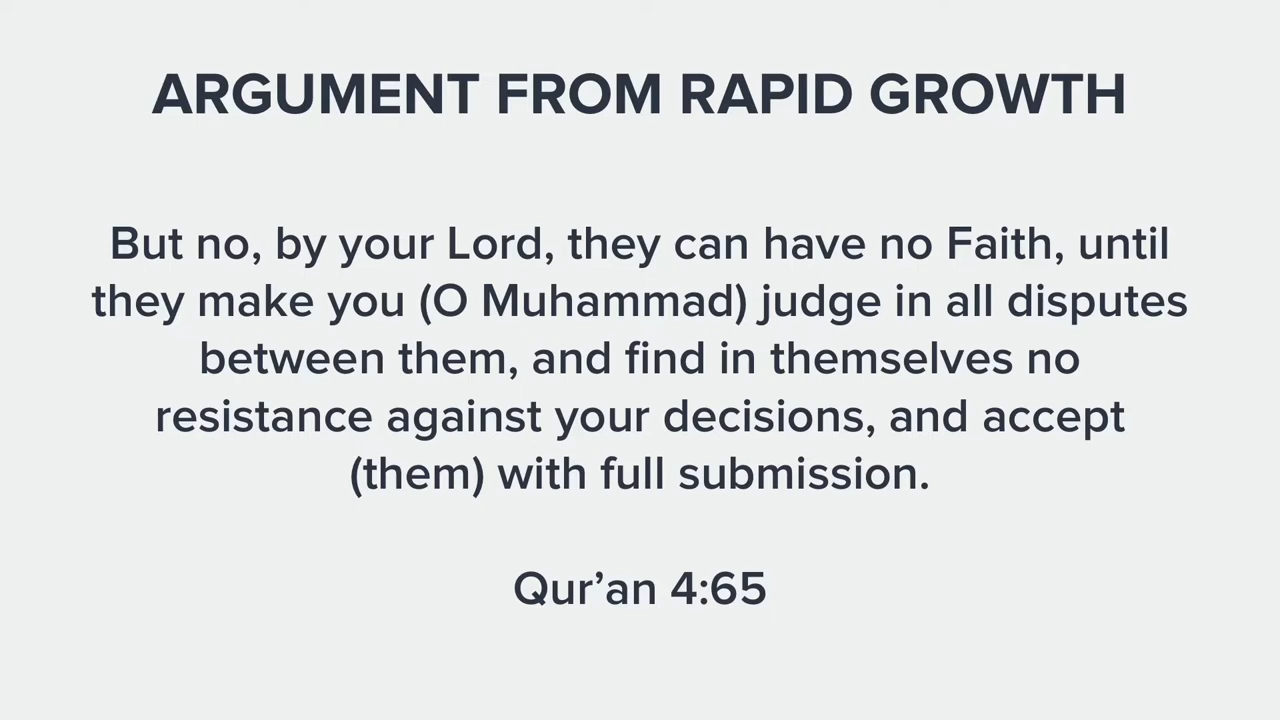 ARGUMENT FROM RAPID GROWTH
But no, by your Lord, they can have no Faith, until
they make you (O Muhammad) judge in all disputes
between them, and find in themselves no
resistance against your decisions, and accept
(them) with full submission.
Qur’an 4:65